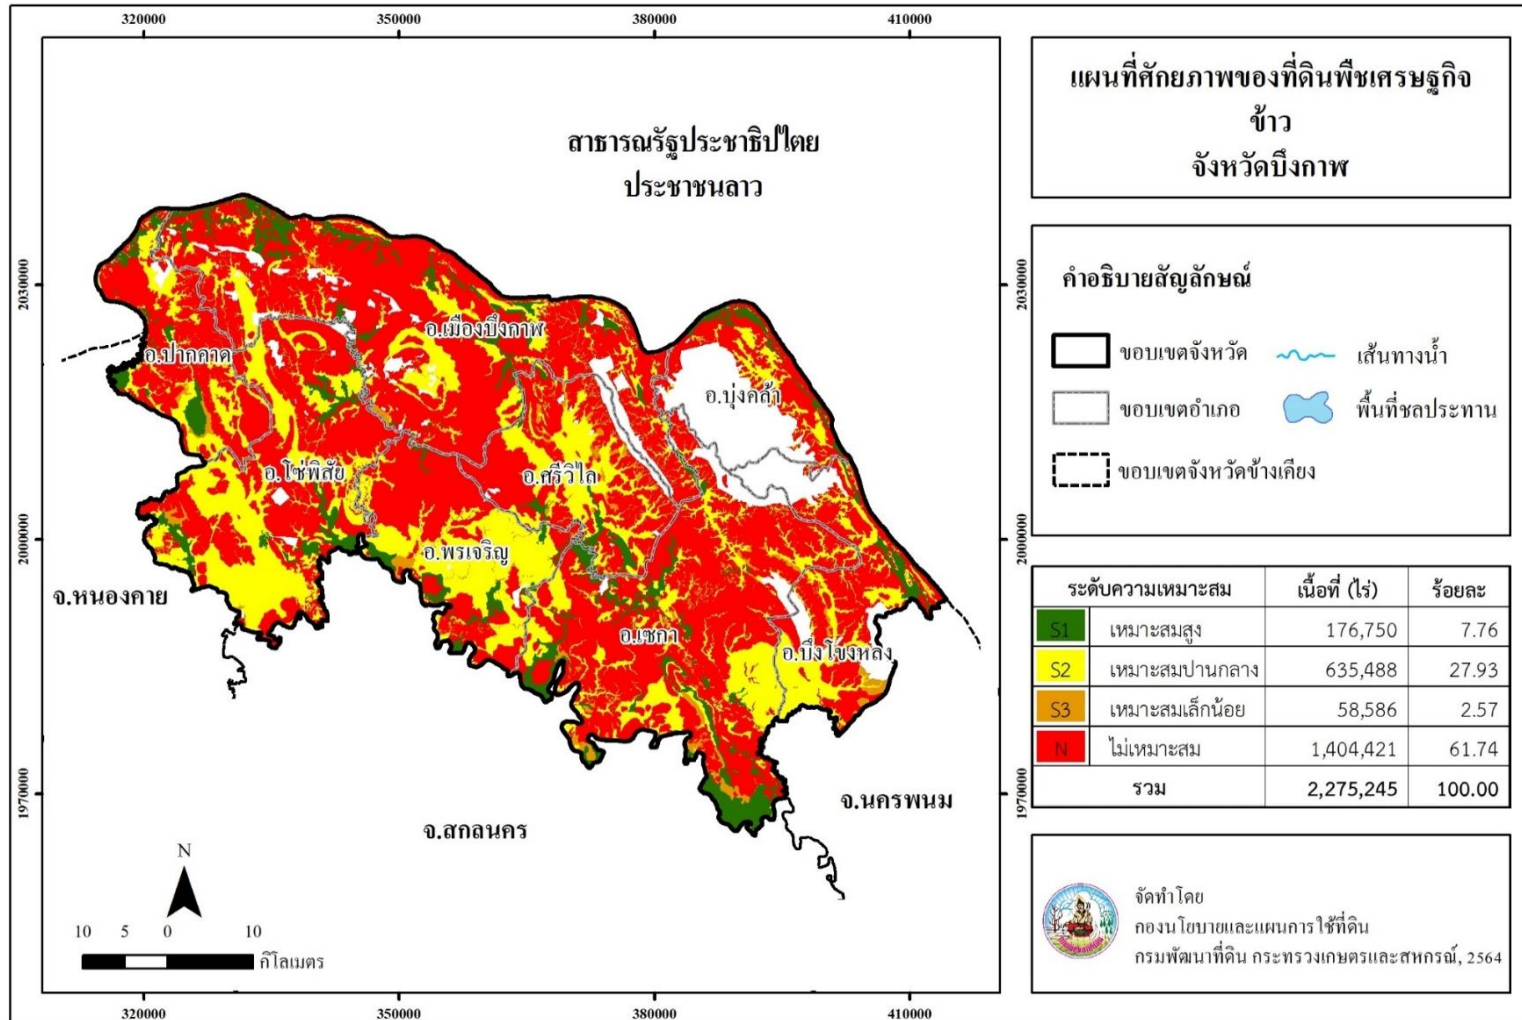 320000
350000
380000
410000
แผนที่ศักยภาพของที่ดินพืชเศรษฐกิจ
ข้าว
จังหวัดบึงกาฬ
สาธารณรัฐประชาธิปไตย
ประชาชนลาว
2030000
2030000
อ.เมืองบึงกาฬ
อ.ปากคาด
อ.บุ่งคล้า
อ.โซ่พิสัย
อ.ศรีวิไล
2000000
2000000
อ.พรเจริญ
จ.หนองคาย
อ.เซกา
อ.บึงโขงหลง
1970000
1970000
จ.นครพนม
จ.สกลนคร
N
10 5 0 10
กิโลเมตร
320000
350000
380000
410000
คำอธิบายสัญลักษณ์
ขอบเขตจังหวัด เส้นทางน้ำ
ขอบเขตอำเภอ พื้นที่ชลประทาน
ขอบเขตจังหวัดข้างเคียง
ระดับความเหมาะสม เนื้อที่ (ไร่) ร้อยละ
S1 เหมาะสมสูง 176,750 7.76
S2 เหมาะสมปานกลาง 635,488 27.93
S3 เหมาะสมเล็กน้อย 58,586 2.57
N ไม่เหมาะสม 1,404,421 61.74
รวม 2,275,245 100.00
จัดทำโดย
กองนโยบายและแผนการใช้ที่ดิน
กรมพัฒนาที่ดิน กระทรวงเกษตรและสหกรณ์, 2564